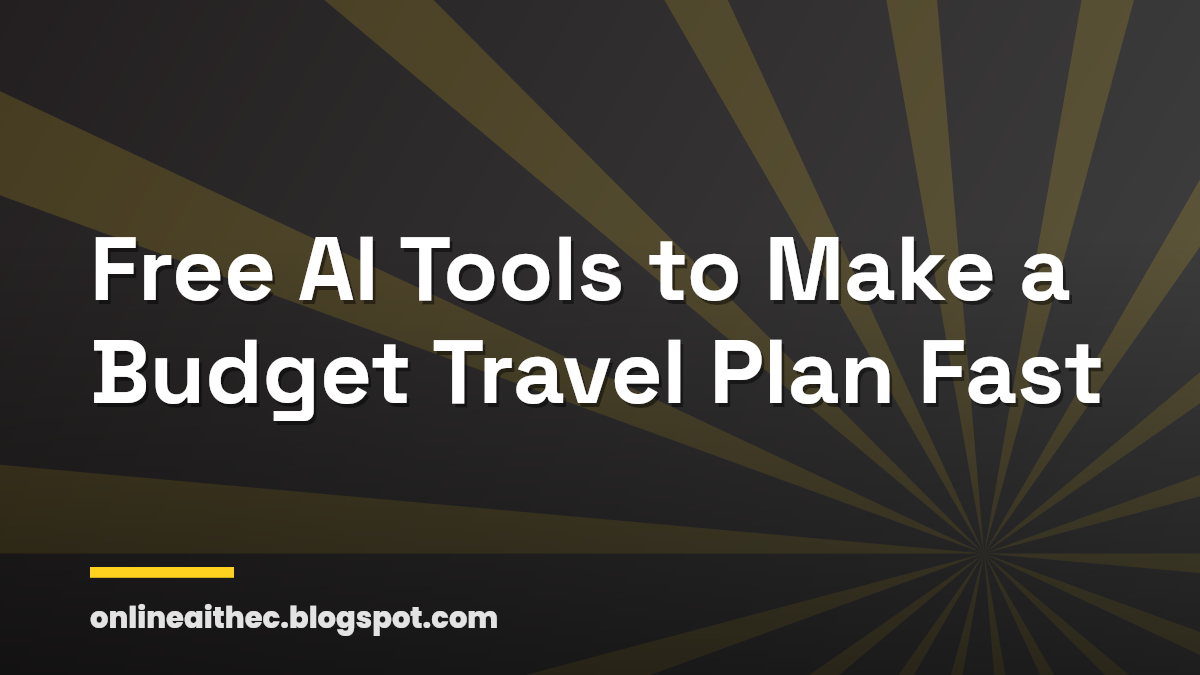 Free AI Tools to Make a
Budget Travel Plan Fast
onlineaithec.blogspot.com